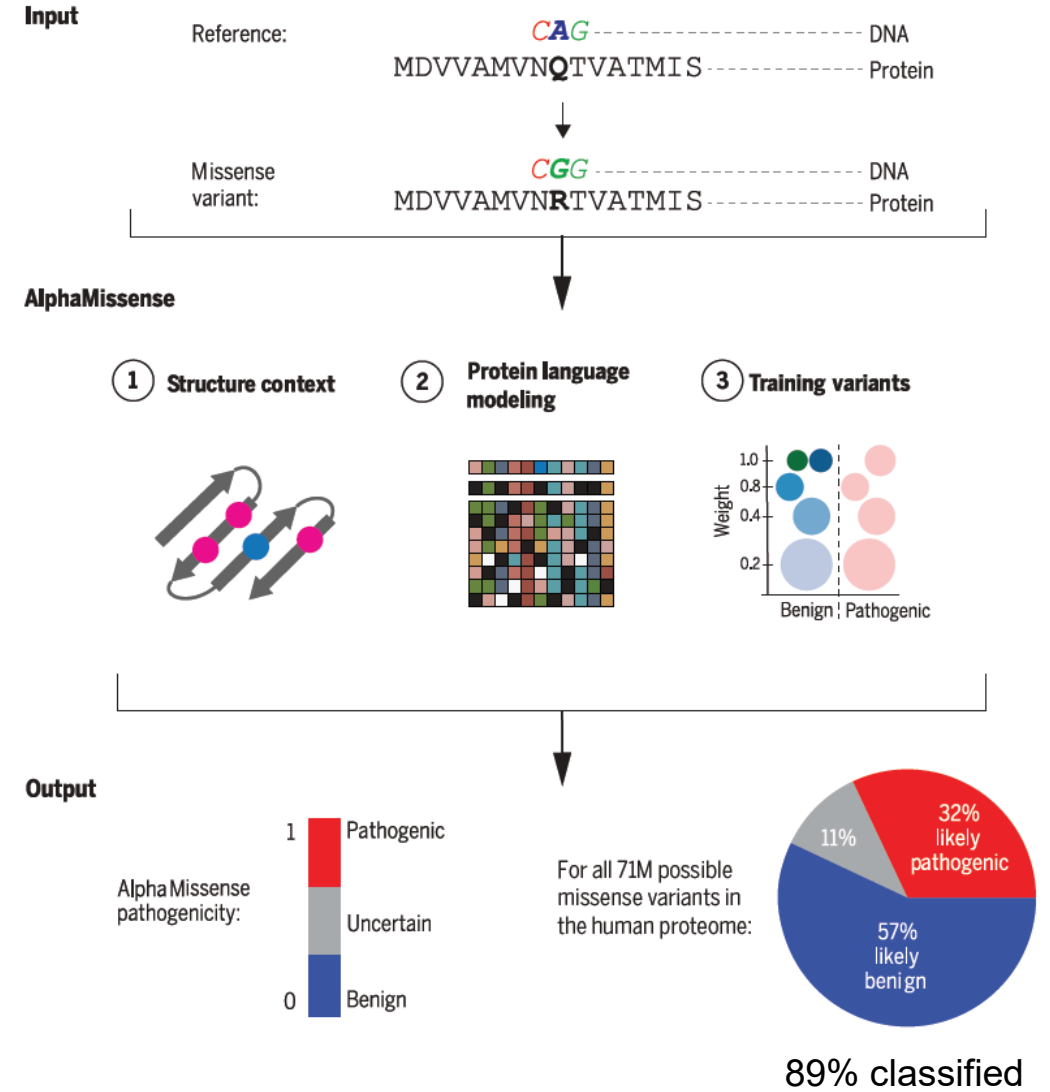 Input
Reference:
CAG
DNA
MDVVAMVNQTVATMIS
Protein
Missense
variant:
CGG
DNA
MDVVAMVNRTVATMIS
Protein
AlphaMissense
1
Structure context
2
Protein language
modeling
3
Training variants
Weight
1.0
0.8
0.4
0.2
Benign
Pathogenic
Output
AlphaMissense
pathogenicity:
1
Pathogenic
Uncertain
0
Benign
For all 71M possible
missense variants in
the human proteome:
32%
likely
pathogenic
11%
57%
likely
benign
89% classified